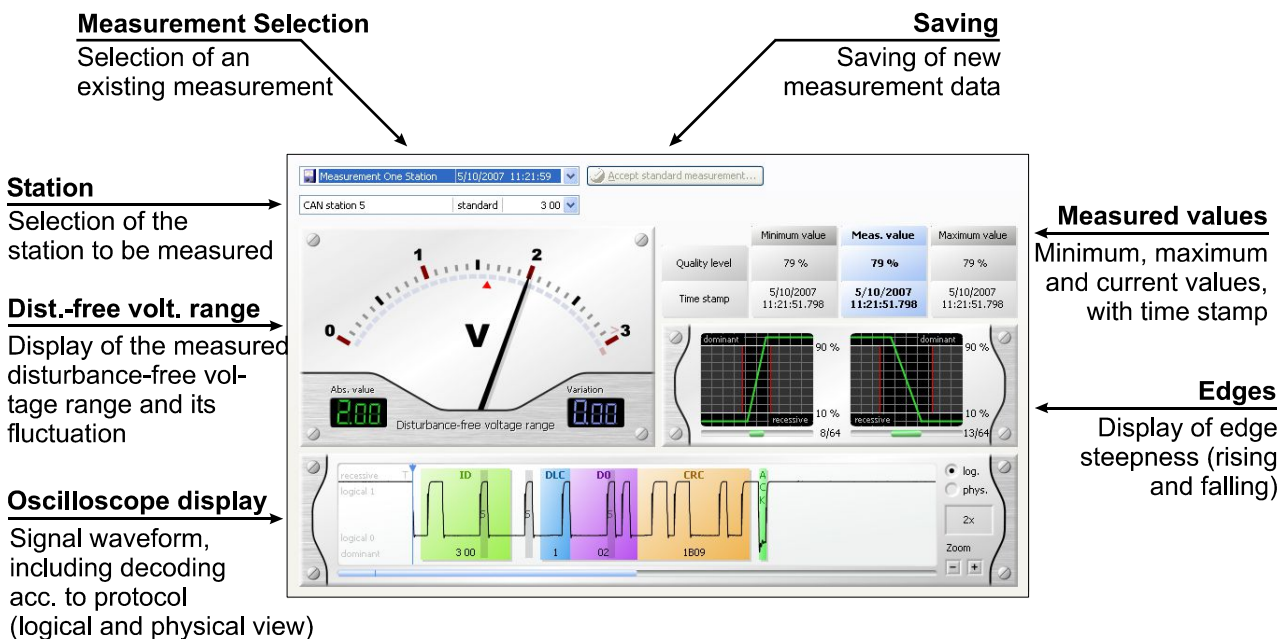 Measurement Selection
Selection of an
existing measurement
Saving
Saving of new
measurement data
Station
Selection of the
station to be measured
Dist.-free volt. range
Display of the measured
disturbance-free vol-
tage range and its
fluctuation
Oscilloscope display
Signal waveform,
including decoding
acc. to protocol
(logical and physical view)
Measurement One Station 5/10/2007 11:21:59
Accept standard measurement...
CAN station 5 standard 3 00
0 1 2 3
>
V
Abs. value
2.00
Disturbance-free voltage range
Variation
0.00
Minimum value Meas. value Maximum value
Quality level 79 % 79 % 79 %
Time stamp 5/10/2007 5/10/2007 5/10/2007
11:21:51.798 11:21:51.798 11:21:51.798
dominant 90 %
recessive 10 %
8/64
dominant 90 %
recessive 10 %
13/64
recessive T
logical 1
logical 0
dominant
ID DLC D0 CRC ACK
S S S
3 00 1 02 1B09
log.
phys.
2x
Zoom
- +
Measured values
Minimum, maximum
and current values,
with time stamp
Edges
Display of edge
steepness (rising
and falling)